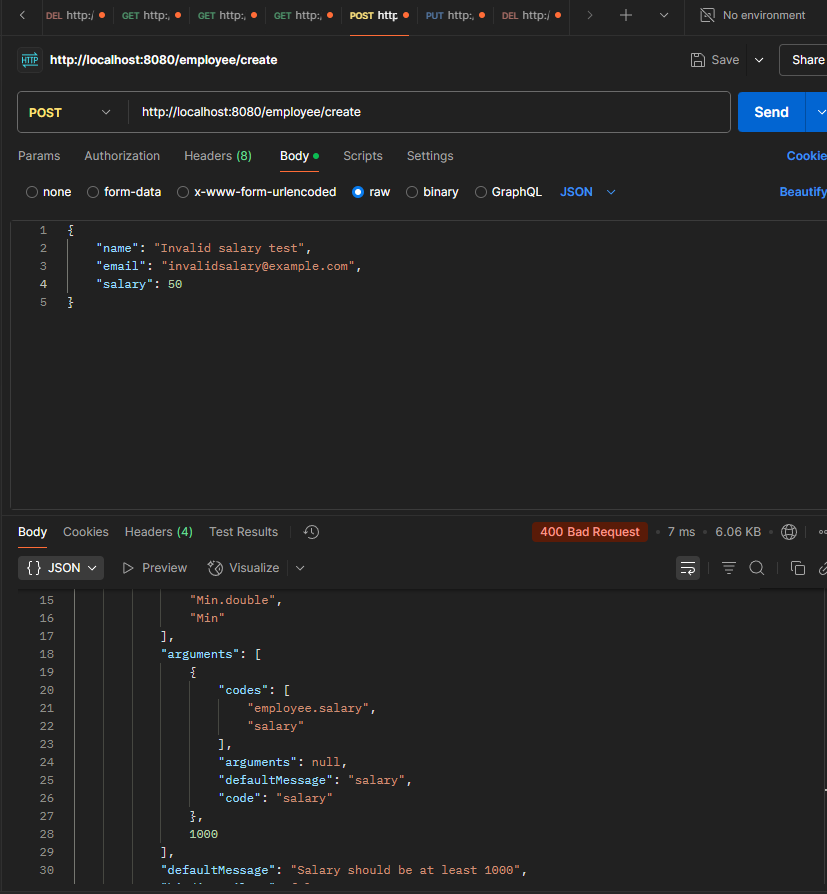 DEL http:/ GET http:, GET http:, GET http:, POST http PUT http:, DEL http:/ No environment
HTTP http://localhost:8080/employee/create Save Share
POST http://localhost:8080/employee/create Send
Params Authorization Headers (8) Body Scripts Settings Cookie
none form-data x-www-form-urlencoded raw binary GraphQL JSON Beautify
1 {
2 "name": "Invalid salary test",
3 "email": "invalidsalary@example.com",
4 "salary": 50
5 }
Body Cookies Headers (4) Test Results 400 Bad Request • 7 ms • 6.06 KB
{} JSON Preview Visualize
15 "Min.double",
16 "Min"
17 ],
18 "arguments": [
19 {
20 "codes": [
21 "employee.salary",
22 "salary"
23 ],
24 "arguments": null,
25 "defaultMessage": "salary",
26 "code": "salary"
27 },
28 1000
29 ],
30 "defaultMessage": "Salary should be at least 1000",